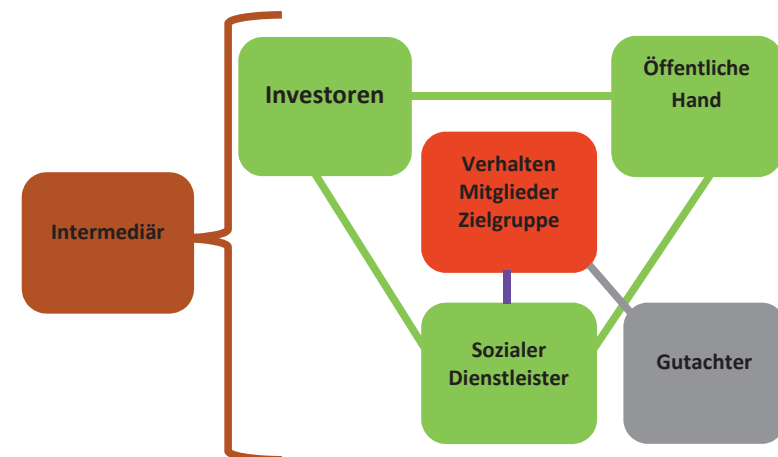 Investoren
Öffentliche
Hand
Verhalten
Mitglieder
Zielgruppe
Intermediär
Sozialer
Dienstleister
Gutachter